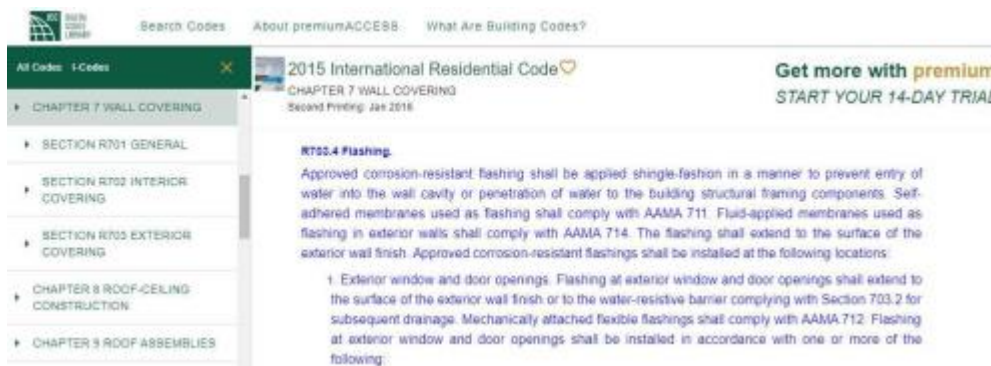 ICC DIGITAL CODES LIBRARY
Search Codes
About premiumACCESS
What Are Building Codes?
All Codes I-Codes
CHAPTER 7 WALL COVERING
SECTION R701 GENERAL
SECTION R702 INTERIOR
COVERING
SECTION R703 EXTERIOR
COVERING
CHAPTER 8 ROOF-CEILING
CONSTRUCTION
CHAPTER 9 ROOF ASSEMBLIES
2015 International Residential Code
CHAPTER 7 WALL COVERING
Second Printing: Jan 2016
Get more with premium
START YOUR 14-DAY TRIAL
R703.4 Flashing.
Approved corrosion-resistant flashing shall be applied shingle-fashion in a manner to prevent entry of
water into the wall cavity or penetration of water to the building structural framing components. Self-
adhered membranes used as flashing shall comply with AAMA 711. Fluid-applied membranes used as
flashing in exterior walls shall comply with AAMA 714. The flashing shall extend to the surface of the
exterior wall finish. Approved corrosion-resistant flashings shall be installed at the following locations:
1. Exterior window and door openings. Flashing at exterior window and door openings shall extend to
the surface of the exterior wall finish or to the water-resistive barrier complying with Section 703.2 for
subsequent drainage. Mechanically attached flexible flashings shall comply with AAMA 712. Flashing
at exterior window and door openings shall be installed in accordance with one or more of the
following: